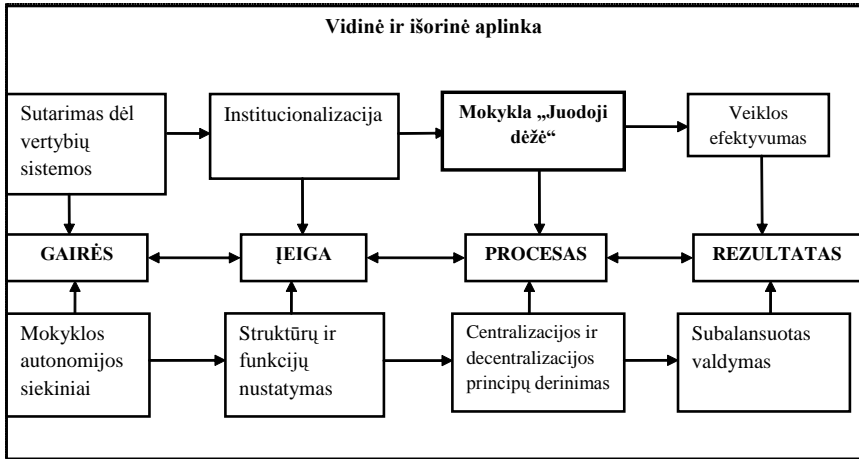 Vidinė ir išorinė aplinka
Sutarimas dėl
vertybių
sistemos
Institucionalizacija
Mokykla „Juodoji
dėžė“
Veiklos
efektyvumas
GAIRĖS
ĮEIGA
PROCESAS
REZULTATAS
Mokyklos
autonomijos
siekiniai
Struktūrų ir
funkcijų
nustatymas
Centralizacijos ir
decentralizacijos
principų derinimas
Subalansuotas
valdymas